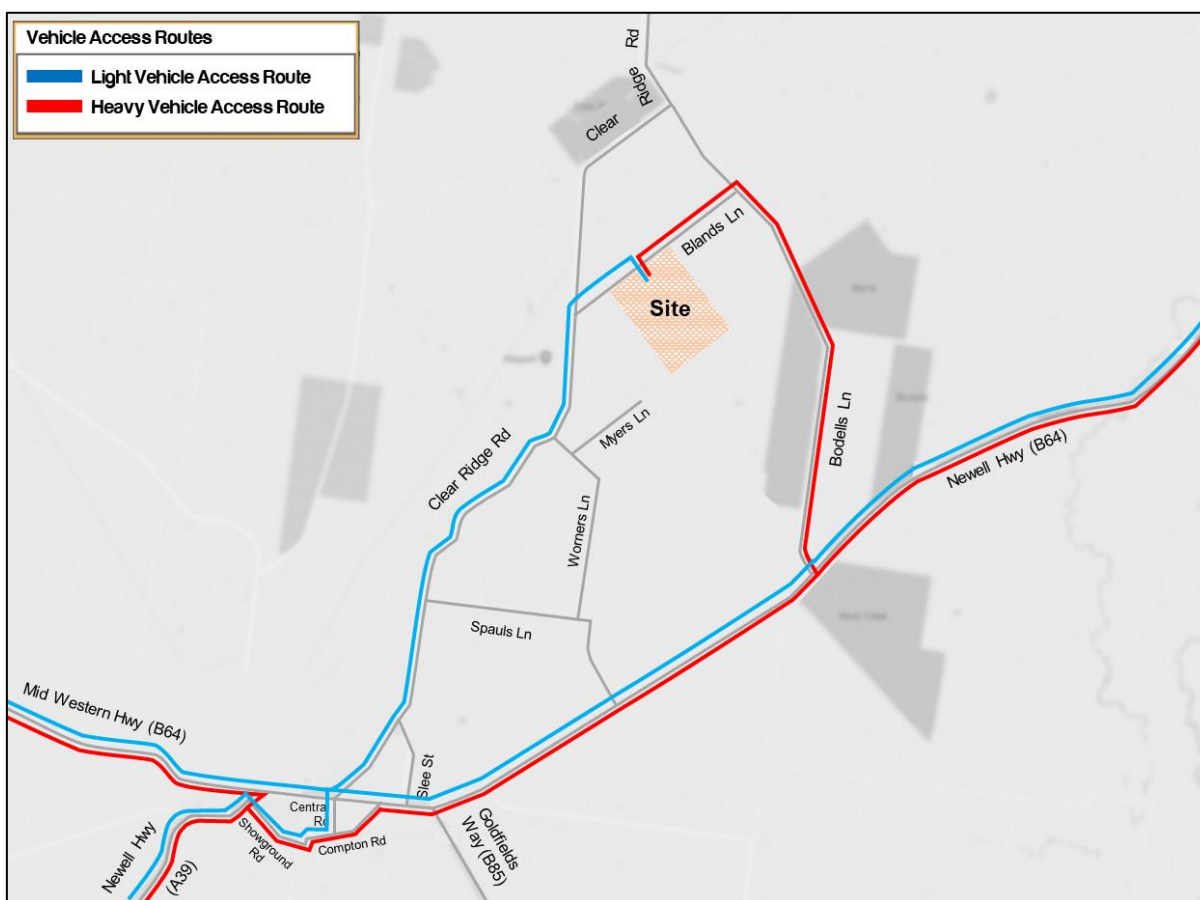 Vehicle Access Routes
Light Vehicle Access Route
Heavy Vehicle Access Route
Clear
Ridge
Rd
Blands Ln
Site
Myers Ln
Clear Ridge Rd
Bodells Ln
Newell Hwy (B64)
Worners Ln
Spauls Ln
Mid Western Hwy (B64)
Slee St
Central
Rd
Goldfields
Way (B85)
Compton Rd
Showground
Rd
Newell Hwy
(A39)